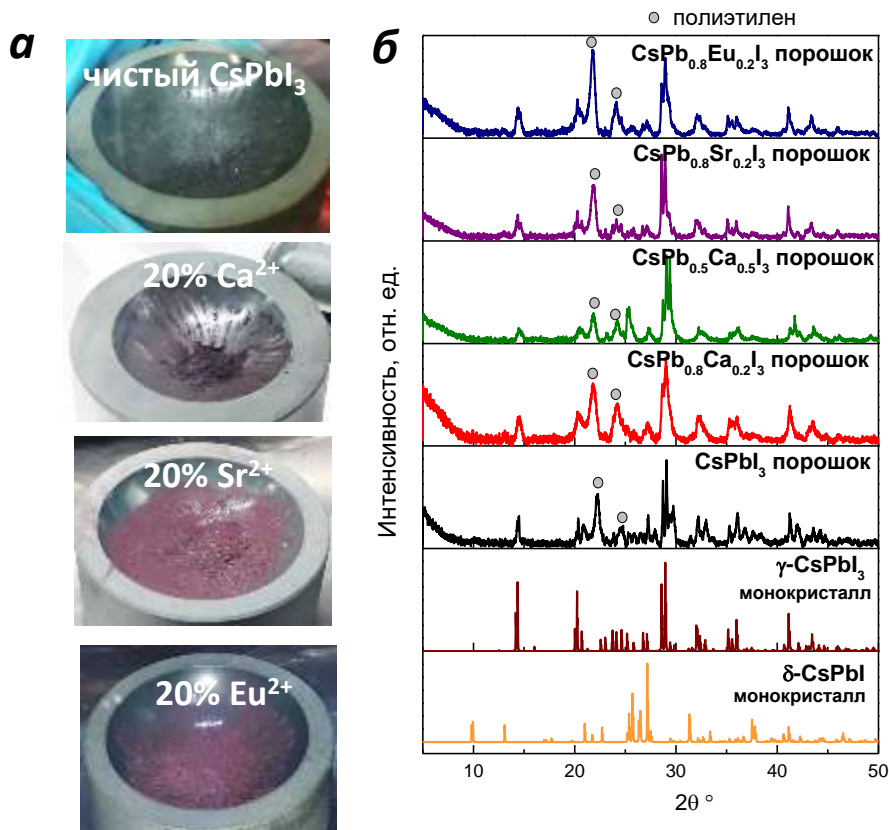 а
чистый CsPbI₃
20% Ca²⁺
20% Sr²⁺
20% Eu²⁺
б
полиэтилен
CsPb₀.₈Eu₀.₂I₃ порошок
CsPb₀.₈Sr₀.₂I₃ порошок
CsPb₀.₅Ca₀.₅I₃ порошок
CsPb₀.₈Ca₀.₂I₃ порошок
CsPbI₃ порошок
γ-CsPbI₃
монокристалл
δ-CsPbI
монокристалл
Интенсивность, отн. ед.
10 20 30 40 50
2θ °